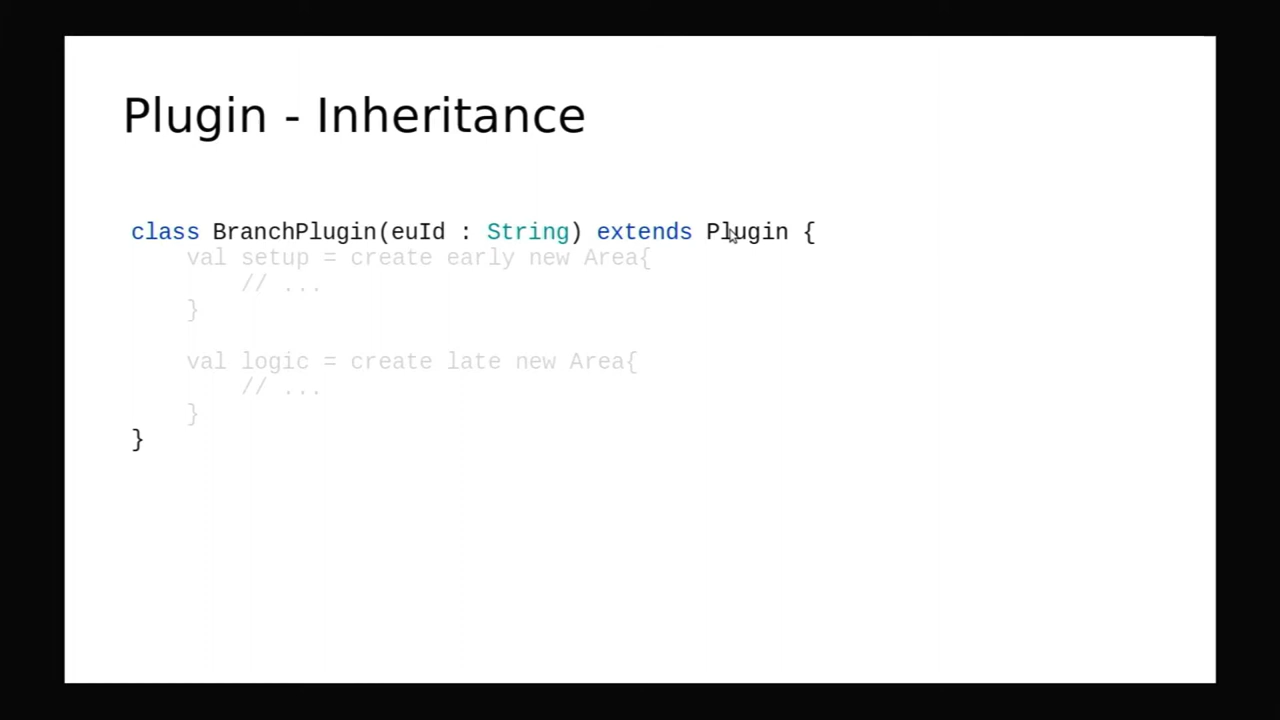 Plugin - Inheritance
class BranchPlugin(euId : String) extends Plugin {
    val setup = create early new Area{
        // ...
    }
    val logic = create late new Area{
        // ...
    }
}